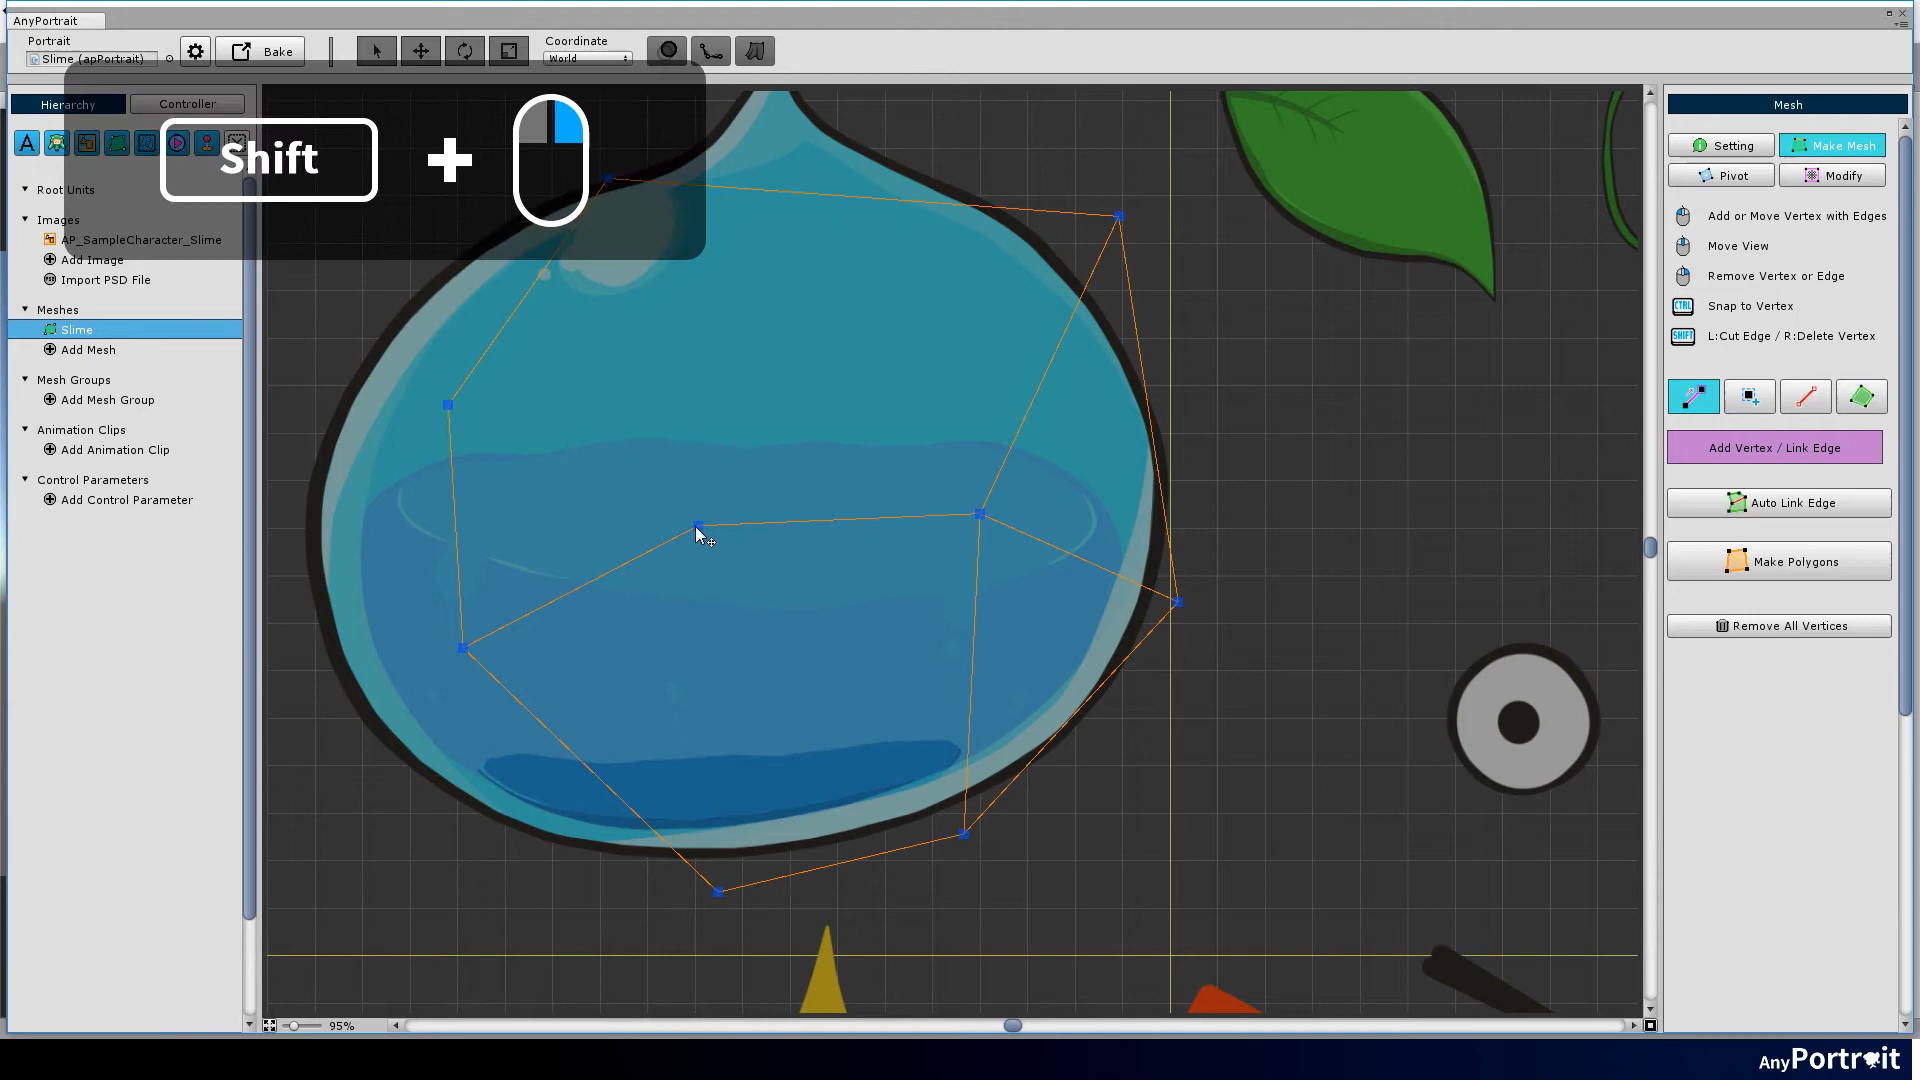 AnyPortrait
Portrait
Slime (apPortrait)
Bake
Coordinate
World
Hierarchy
Controller
Shift
Root Units
Images
AP_SampleCharacter_Slime
Add Image
Import PSD File
Meshes
Slime
Add Mesh
Mesh Groups
Add Mesh Group
Animation Clips
Add Animation Clip
Control Parameters
Add Control Parameter
Mesh
Setting
Make Mesh
Pivot
Modify
Add or Move Vertex with Edges
Move View
Remove Vertex or Edge
CTRL
Snap to Vertex
SHIFT
L:Cut Edge / R:Delete Vertex
Add Vertex / Link Edge
Auto Link Edge
Make Polygons
Remove All Vertices
95%
AnyPortrait